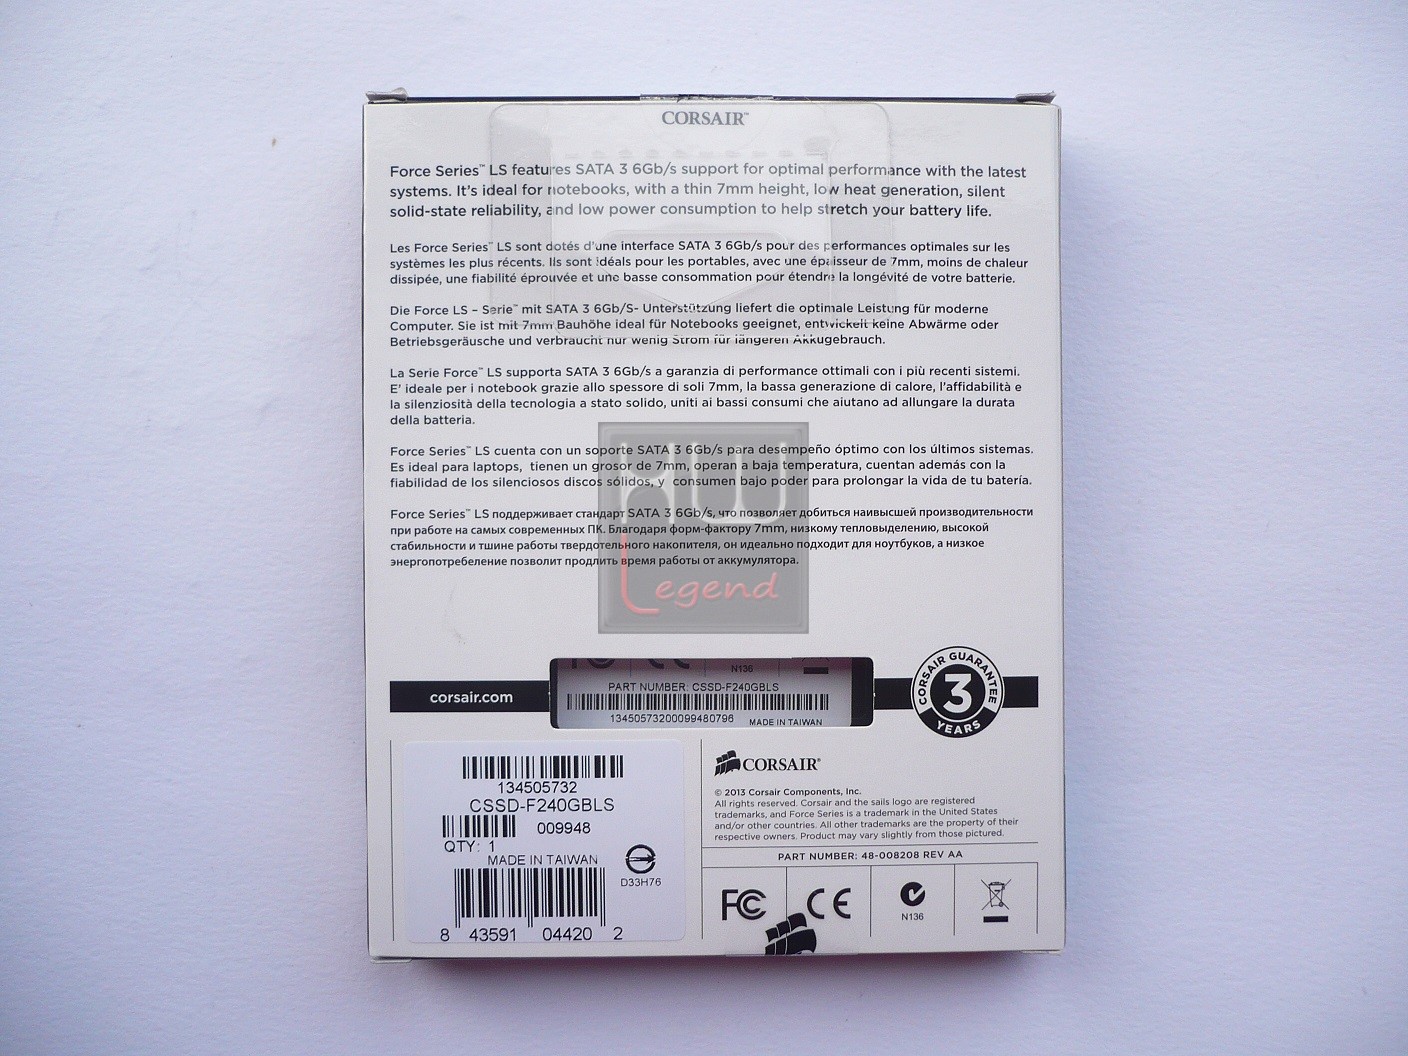 CORSAIR™
Force Series™ LS features SATA 3 6Gb/s support for optimal performance with the latest
systems. It's ideal for notebooks, with a thin 7mm height, low heat generation, silent
solid-state reliability, and low power consumption to help stretch your battery life.
Les Force Series™ LS sont dotés d'une interface SATA 3 6Gb/s pour des performances optimales sur les
systèmes les plus récents. Ils sont idéals pour les portables, avec une épaisseur de 7mm, moins de chaleur
dissipée, une fiabilité éprouvée et une basse consommation pour étendre la longévité de votre batterie.
Die Force LS – Serie™ mit SATA 3 6Gb/S- Unterstützung liefert die optimale Leistung für moderne
Computer. Sie ist mit 7mm Bauhöhe ideal für Notebooks geeignet, entwickelt keine Abwärme oder
Betriebsgeräusche und verbraucht nur wenig Strom für längeren Akkugebrauch.
La Serie Force™ LS supporta SATA 3 6Gb/s a garanzia di performance ottimali con i più recenti sistemi.
E' ideale per i notebook grazie allo spessore di soli 7mm, la bassa generazione di calore, l'affidabilità e
la silenziosità della tecnologia a stato solido, uniti ai bassi consumi che aiutano ad allungare la durata
della batteria.
Force Series™ LS cuenta con un soporte SATA 3 6Gb/s para desempeño óptimo con los últimos sistemas.
Es ideal para laptops, tienen un grosor de 7mm, operan a baja temperatura, cuentan además con la
fiabilidad de los silenciosos discos sólidos, y consumen bajo poder para prolongar la vida de tu batería.
Force Series™ LS поддерживает стандарт SATA 3 6Gb/s, что позволяет добиться наивысшей производительности
при работе на самых современных ПК. Благодаря форм-фактору 7mm, низкому тепловыделению, высокой
стабильности и тшине работы твердотельного накопителя, он идеально подходит для ноутбуков, а низкое
энергопотребеление позволит продлить время работы от аккумулятора.
HW
Legend
corsair.com
N136
PART NUMBER: CSSD-F240GBLS
13450573200099480796 MADE IN TAIWAN
CORSAIR GUARANTEE
3
YEARS
134505732
CSSD-F240GBLS
009948
QTY: 1
MADE IN TAIWAN
D33H76
8 43591 04420 2
CORSAIR®
© 2013 Corsair Components, Inc.
All rights reserved. Corsair and the sails logo are registered
trademarks, and Force Series is a trademark in the United States
and/or other countries. All other trademarks are the property of their
respective owners. Product may vary slightly from those pictured.
PART NUMBER: 48-008208 REV AA
FC CE
N136